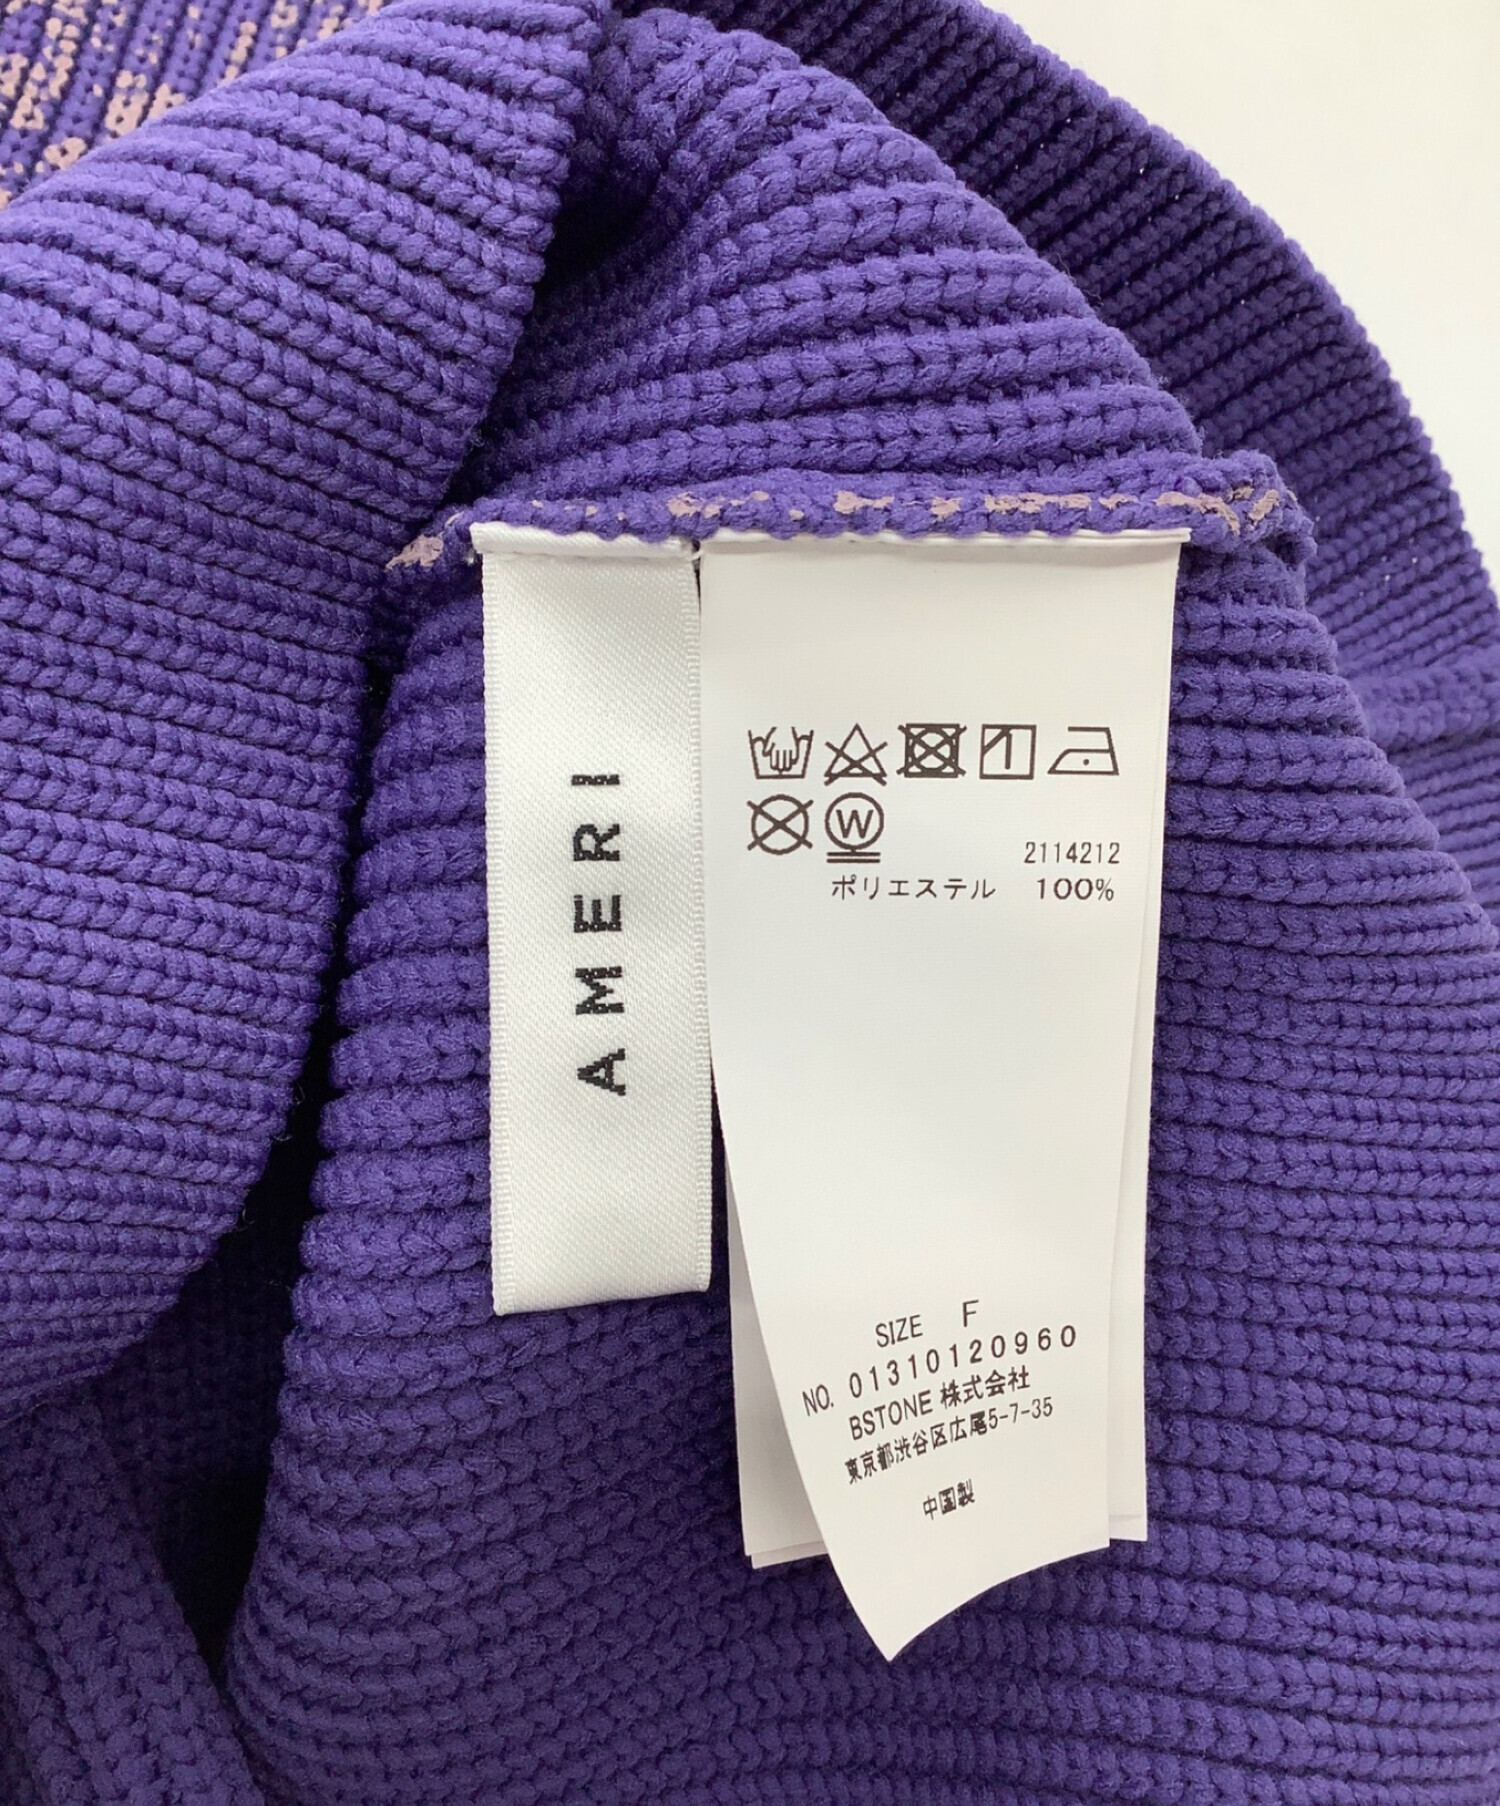 AMERI
W
2114212
ポリエステル 100%
SIZE F
NO. 01310120960
BSTONE 株式会社
東京都渋谷区広尾5-7-35
中国製